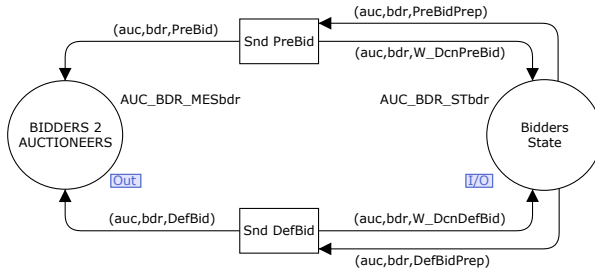 (auc,bdr,PreBidPrep)
(auc,bdr,PreBid)
Snd PreBid
(auc,bdr,W_DcnPreBid)
AUC_BDR_MESbdr
AUC_BDR_STbdr
BIDDERS 2
AUCTIONEERS
Bidders
State
Out
I/O
(auc,bdr,DefBid)
Snd DefBid
(auc,bdr,W_DcnDefBid)
(auc,bdr,DefBidPrep)